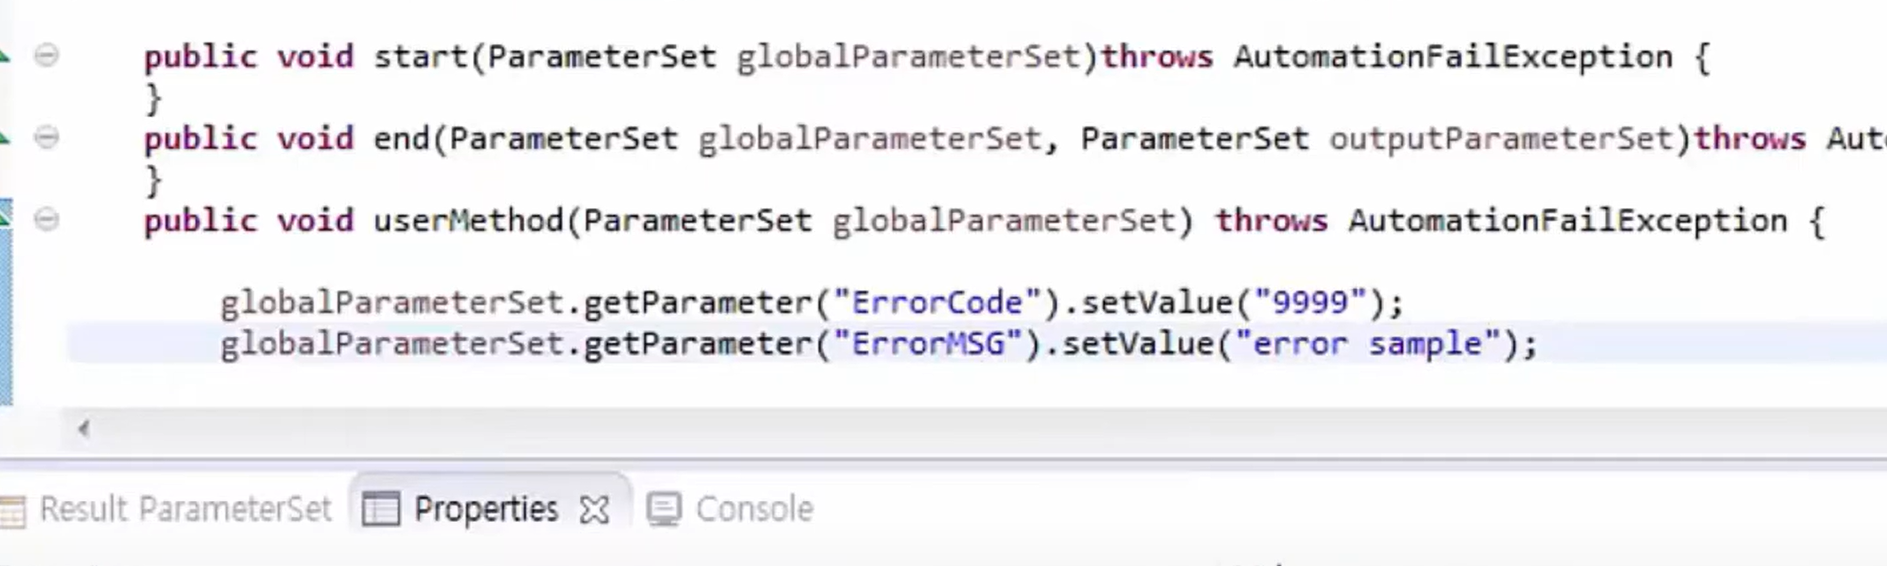 public void start(ParameterSet globalParameterSet)throws AutomationFailException {
}
public void end(ParameterSet globalParameterSet, ParameterSet outputParameterSet)throws Aut
}
public void userMethod(ParameterSet globalParameterSet) throws AutomationFailException {
globalParameterSet.getParameter("ErrorCode").setValue("9999");
globalParameterSet.getParameter("ErrorMSG").setValue("error sample");
Result ParameterSet Properties Console